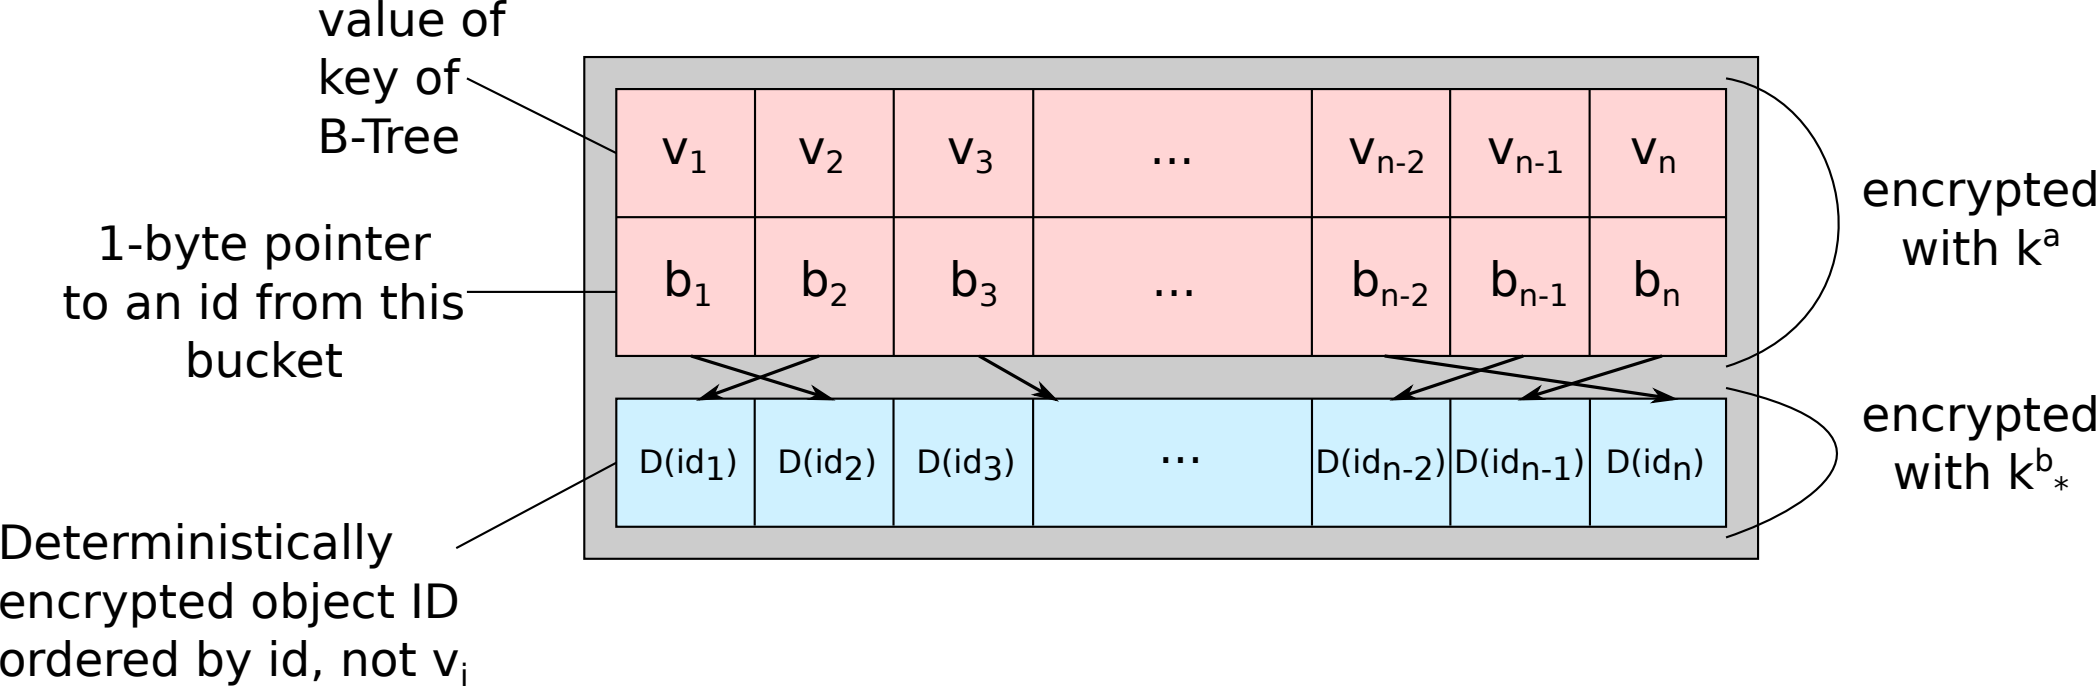 value of
key of
B-Tree
v1 v2 v3 ... vn-2 vn-1 vn
encrypted
with ka
1-byte pointer
to an id from this
bucket
b1 b2 b3 ... bn-2 bn-1 bn
D(id1) D(id2) D(id3) ... D(idn-2) D(idn-1) D(idn)
encrypted
with kb*
Deterministically
encrypted object ID
ordered by id, not vi